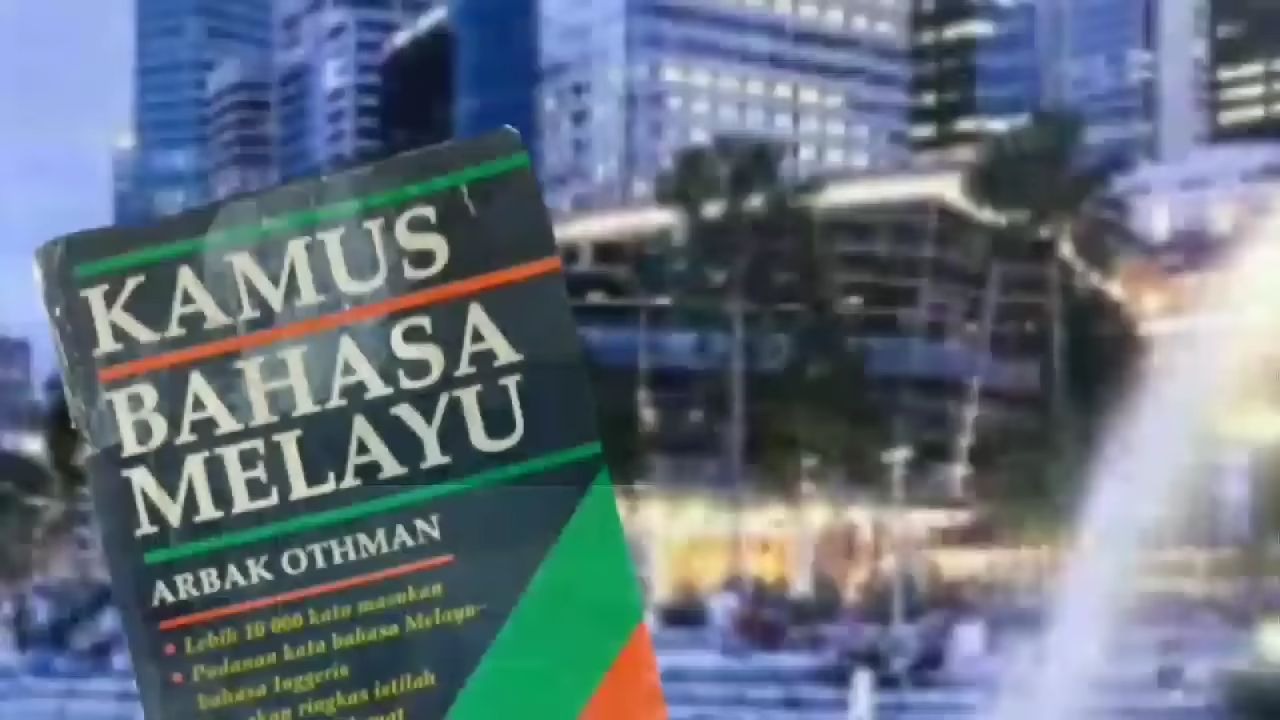 KAMUS
BAHASA
MELAYU
ARBAK OTHMAN
• Lebih 10 000 kata masukan
• Padanan kata bahasa Melayu-
bahasa Inggeris
ringkas istilah